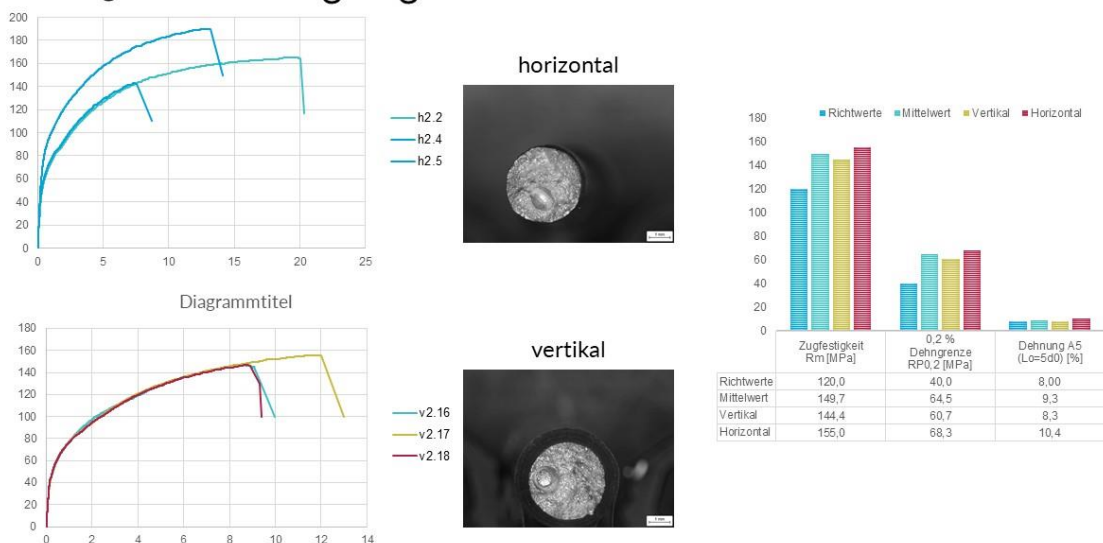 200
180
160
140
120
100
80
60
40
20
0
0 5 10 15 20 25
h2.2
h2.4
h2.5
horizontal
Diagrammtitel
180
160
140
120
100
80
60
40
20
0
0 2 4 6 8 10 12 14
v2.16
v2.17
v2.18
vertikal
Richtwerte Mittelwert Vertikal Horizontal
180
160
140
120
100
80
60
40
20
0
Zugfestigkeit
Rm [MPa]
0,2 %
Dehngrenze
RP0,2 [MPa]
Dehnung A5
(Lo=5d0) [%]
Richtwerte 120,0 40,0 8,00
Mittelwert 149,7 64,5 9,3
Vertikal 144,4 60,7 8,3
Horizontal 155,0 68,3 10,4